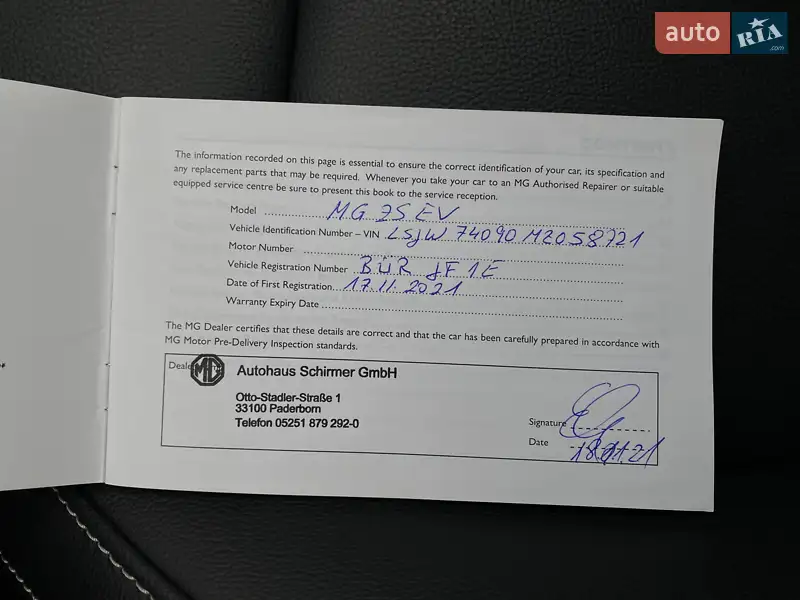 auto RIA .com
The information recorded on this page is essential to ensure the correct identification of your car, its specification and
any replacement parts that may be required. Whenever you take your car to an MG Authorised Repairer or suitable
equipped service centre be sure to present this book to the service reception.
Model MG ZS EV
Vehicle Identification Number – VIN LSJW74090MZ058721
Motor Number
Vehicle Registration Number BÜR JF 1E
Date of First Registration 17.11.2021
Warranty Expiry Date
The MG Dealer certifies that these details are correct and that the car has been carefully prepared in accordance with
MG Motor Pre-Delivery Inspection standards.
MG Autohaus Schirmer GmbH
Otto-Stadler-Straße 1
33100 Paderborn
Telefon 05251 879 292-0
Signature
Date